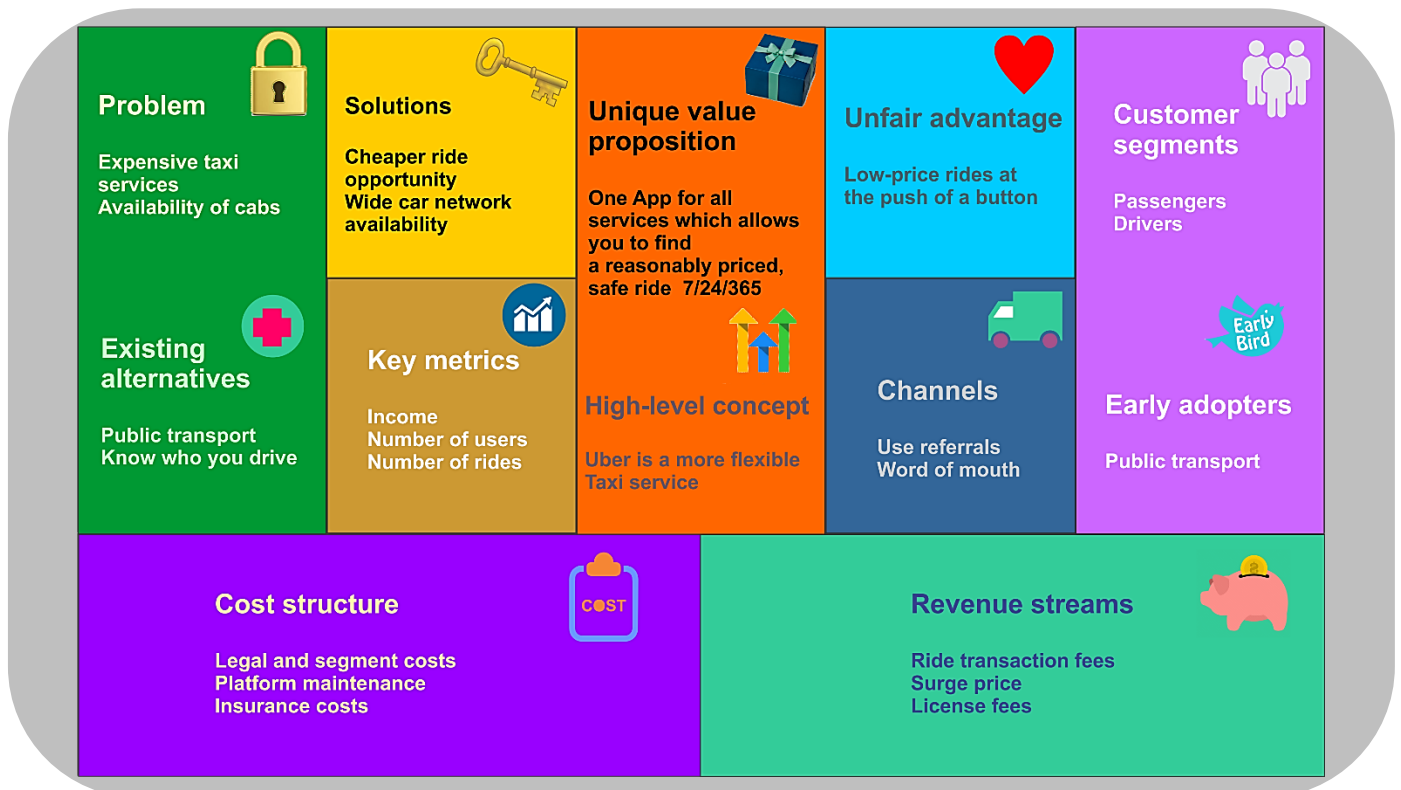 Problem
Expensive taxi
services
Availability of cabs
Existing
alternatives
Public transport
Know who you drive
Solutions
Cheaper ride
opportunity
Wide car network
availability
Key metrics
Income
Number of users
Number of rides
Unique value
proposition
One App for all
services which allows
you to find
a reasonably priced,
safe ride 7/24/365
High-level concept
Uber is a more flexible
Taxi service
Unfair advantage
Low-price rides at
the push of a button
Channels
Use referrals
Word of mouth
Customer
segments
Passengers
Drivers
Early
Bird
Early adopters
Public transport
Cost structure
COST
Legal and segment costs
Platform maintenance
Insurance costs
Revenue streams
Ride transaction fees
Surge price
License fees